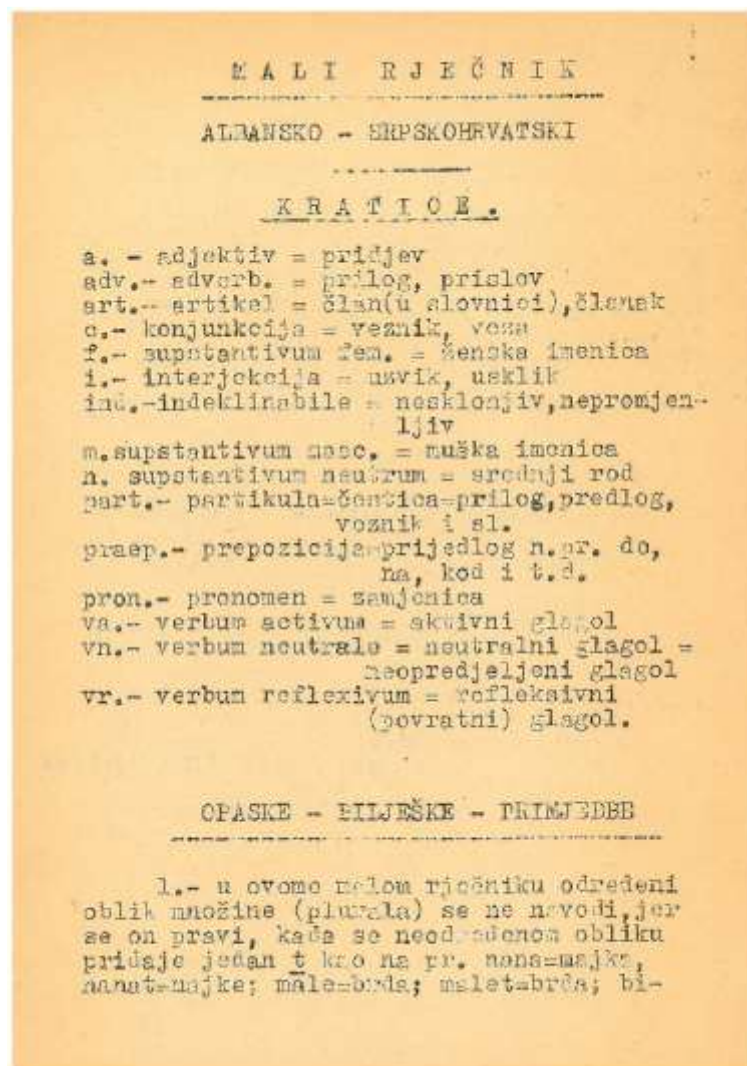 MALI RJEČNIK
ALBANSKO - SRPSKOHRVATSKI
KRATICE.
a. - adjektiv = pridjev
adv.- adverb. = prilog, prislov
art.- artikel = član(u slovnici),članak
c.- konjunkcija = veznik, veza
f.- supstantivum fem. = ženska imenica
i.- interjekcija = uzvik, usklik
ind.-indeklinabile = nesklonjiv,nepromjen-
ljiv
m.supstantivum masc. = muška imenica
n. supstantivum neutrum = srednji rod
part.- partikula=čestica=prilog,predlog,
veznik i sl.
praep.- prepozicija=prijedlog n.pr. do,
na, kod i t.d.
pron.- pronomen = zamjenica
va.- verbum activum = aktivni glagol
vn.- verbum neutrale = neutralni glagol =
neopredjeljeni glagol
vr.- verbum reflexivum = refleksivni
(povratni) glagol.
OPASKE - BILJEŠKE - PRIMJEDBE
1.- u ovome malom rječniku određeni
oblik množine (plurala) se ne navodi,jer
se on pravi, kada se neodređenom obliku
pridaje jedan t kao na pr. nana=majke,
nanat=majke; male=brda; malet=brda; bi-